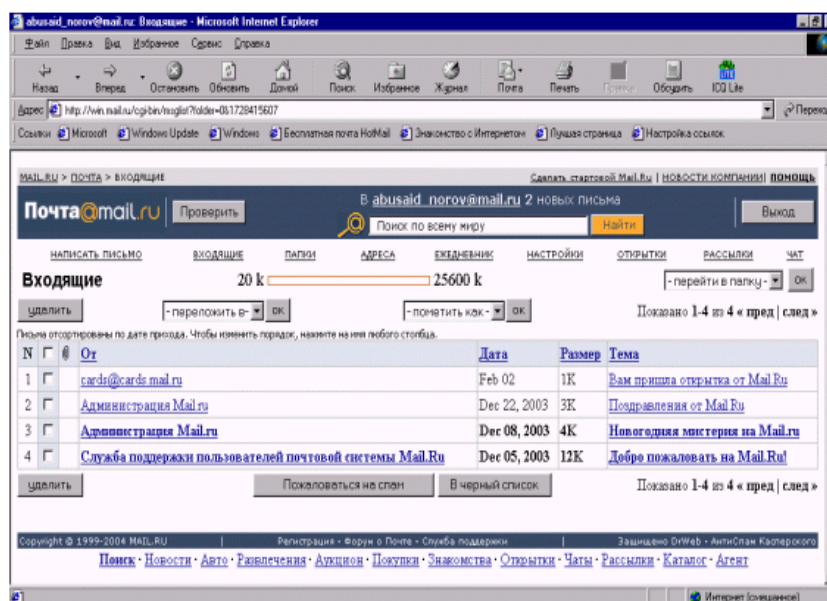 abusaid_norov@mail.ru: Входящие - Microsoft Internet Explorer
Файл Правка Вид Избранное Сервис Справка
Назад Вперед Остановить Обновить Домой Поиск Избранное Журнал Почта Печать Правка Обсудить ICQ Lite
Адрес http://win.mail.ru/cgi-bin/msglist?folder=0&1728415607 Переход
Ссылки Microsoft Windows Update Windows Бесплатная почта HotMail Знакомство с Интернетом Лучшая страница Настройка ссылок
MAIL.RU > ПОЧТА > ВХОДЯЩИЕ Сделать стартовой Mail.Ru | НОВОСТИ КОМПАНИИ | ПОМОЩЬ
Почта@mail.ru Проверить В abusaid_norov@mail.ru 2 новых письма Выход
Поиск по всему миру Найти
НАПИСАТЬ ПИСЬМО ВХОДЯЩИЕ ПАПКИ АДРЕСА ЕЖЕДНЕВНИК НАСТРОЙКИ ОТКРЫТКИ РАССЫЛКИ ЧАТ
Входящие 20 k 25600 k - перейти в папку - ОК
удалить - переложить в - ОК - пометить как - ОК Показано 1-4 из 4 « пред | след »
Письма отсортированы по дате прихода. Чтобы изменить порядок, нажмите на имя любого столбца.
N От Дата Размер Тема
1 cards@cards.mail.ru Feb 02 1K Вам пришла открытка от Mail.Ru
2 Администрация Mail.ru Dec 22, 2003 3K Поздравления от Mail.Ru
3 Администрация Mail.ru Dec 08, 2003 4K Новогодняя мистерия на Mail.ru
4 Служба поддержки пользователей почтовой системы Mail.Ru Dec 05, 2003 12K Добро пожаловать на Mail.Ru!
удалить Пожаловаться на спам В черный список Показано 1-4 из 4 « пред | след »
Copyright © 1999-2004 MAIL.RU | Регистрация • Форум о Почте • Служба поддержки | Защищено DrWeb • АнтиСпам Касперского
Поиск · Новости · Авто · Развлечения · Аукцион · Покупки · Знакомства · Открытки · Чаты · Рассылки · Каталог · Агент
Интернет (смешанное)